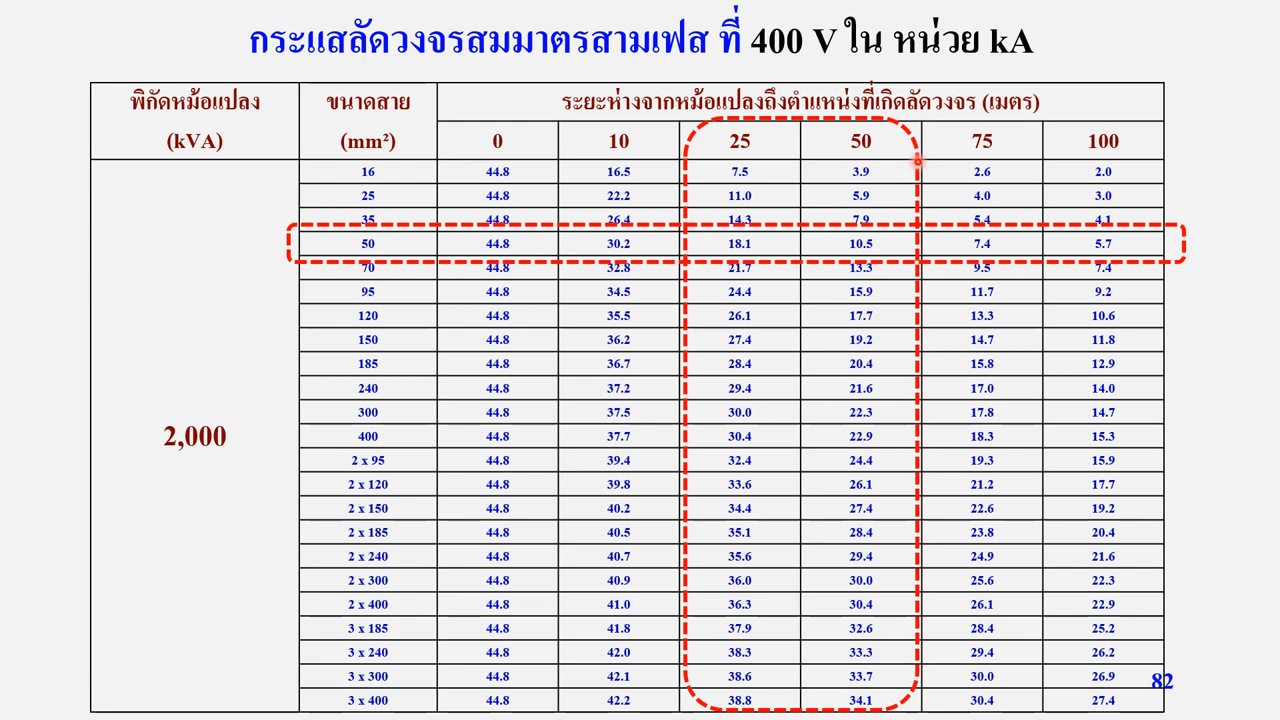 กระแสลัดวงจรสมมาตรสามเฟส ที่ 400 V ใน หน่วย kA
พิกัดหม้อแปลง ขนาดสาย ระยะห่างจากหม้อแปลงถึงตำแหน่งที่เกิดลัดวงจร (เมตร)
(kVA) (mm²) 0 10 25 50 75 100
16 44.8 16.5 7.5 3.9 2.6 2.0
25 44.8 22.2 11.0 5.9 4.0 3.0
35 44.8 26.4 14.3 7.9 5.4 4.1
50 44.8 30.2 18.1 10.5 7.4 5.7
70 44.8 32.8 21.7 13.3 9.5 7.4
95 44.8 34.5 24.4 15.9 11.7 9.2
120 44.8 35.5 26.1 17.7 13.3 10.6
150 44.8 36.2 27.4 19.2 14.7 11.8
185 44.8 36.7 28.4 20.4 15.8 12.9
240 44.8 37.2 29.4 21.6 17.0 14.0
300 44.8 37.5 30.0 22.3 17.8 14.7
2,000 400 44.8 37.7 30.4 22.9 18.3 15.3
2 x 95 44.8 39.4 32.4 24.4 19.3 15.9
2 x 120 44.8 39.8 33.6 26.1 21.2 17.7
2 x 150 44.8 40.2 34.4 27.4 22.6 19.2
2 x 185 44.8 40.5 35.1 28.4 23.8 20.4
2 x 240 44.8 40.7 35.6 29.4 24.9 21.6
2 x 300 44.8 40.9 36.0 30.0 25.6 22.3
2 x 400 44.8 41.0 36.3 30.4 26.1 22.9
3 x 185 44.8 41.8 37.9 32.6 28.4 25.2
3 x 240 44.8 42.0 38.3 33.3 29.4 26.2
3 x 300 44.8 42.1 38.6 33.7 30.0 26.9
3 x 400 44.8 42.2 38.8 34.1 30.4 27.4
82